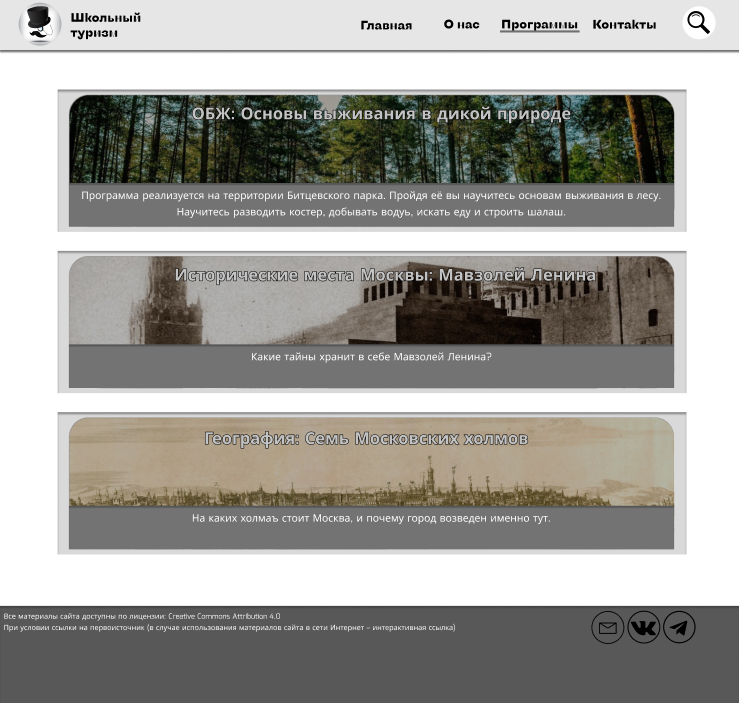 Школьный
туризм
Главная
О нас
Программы
Контакты
ОБЖ: Основы выживания в дикой природе
Программа реализуется на территории Битцевского парка. Пройдя её вы научитесь основам выживания в лесу.
Научитесь разводить костер, добывать водуь, искать еду и строить шалаш.
Исторические места Москвы: Мавзолей Ленина
Какие тайны хранит в себе Мавзолей Ленина?
География: Семь Московских холмов
На каких холмаъ стоит Москва, и почему город возведен именно тут.
Все материалы сайта доступны по лицензии: Creative Commons Attribution 4.0
При условии ссылки на первоисточник (в случае использования материалов сайта в сети Интернет – интерактивная ссылка)